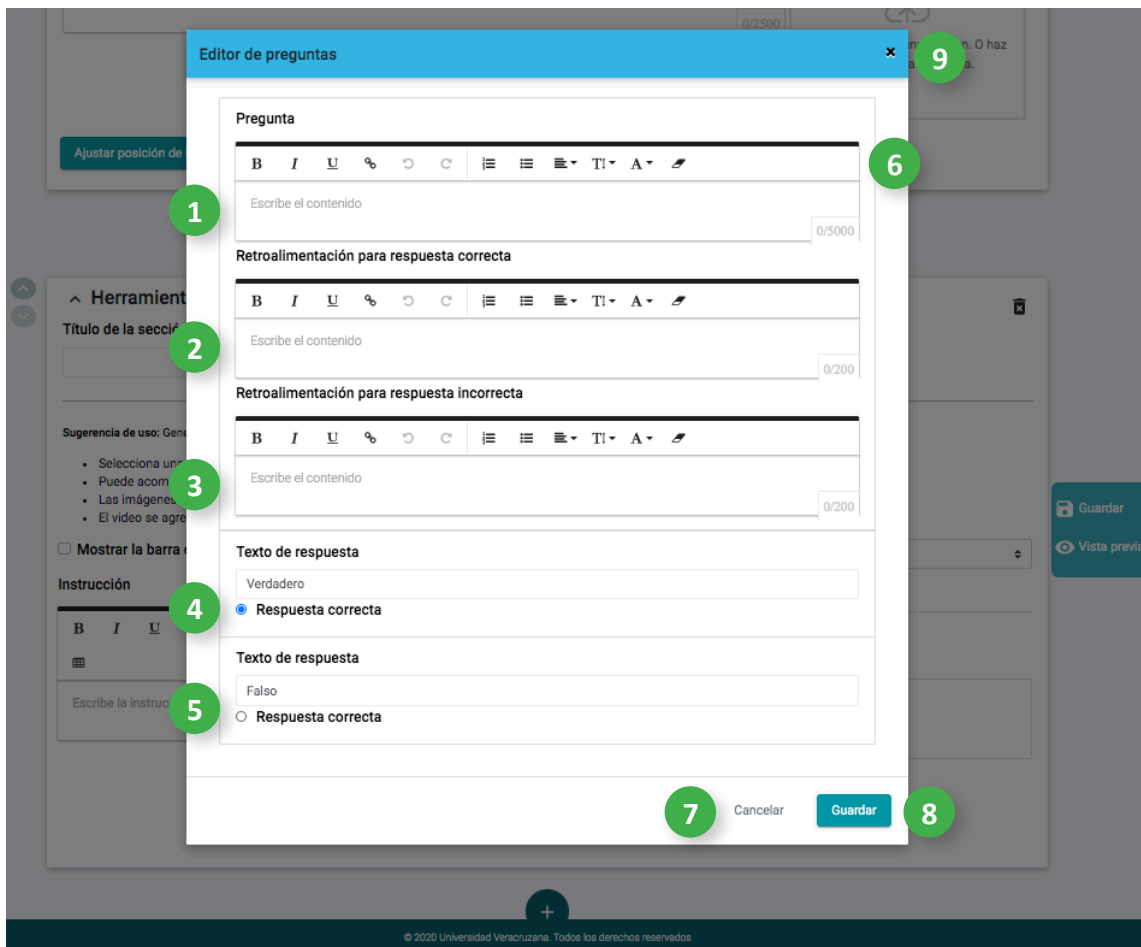 0/2500
Editor de preguntas
×
n. O haz
9
a.
Ajustar posición de
Pregunta
B I U T A
6
1
Escribe el contenido
0/5000
Retroalimentación para respuesta correcta
B I U T A
Herramient
Título de la secció
2
Escribe el contenido
0/200
Retroalimentación para respuesta incorrecta
Sugerencia de uso: Gene
B I U T A
Selecciona una
Puede acom
Las imágenes
El video se agre
3
Escribe el contenido
0/200
Guardar
Mostrar la barra
Vista previa
Texto de respuesta
Verdadero
Instrucción
4
Respuesta correcta
B I U
Texto de respuesta
Falso
Escribe la instruc
5
Respuesta correcta
7
Cancelar
Guardar
8
+
© 2020 Universidad Veracruzana. Todos los derechos reservados